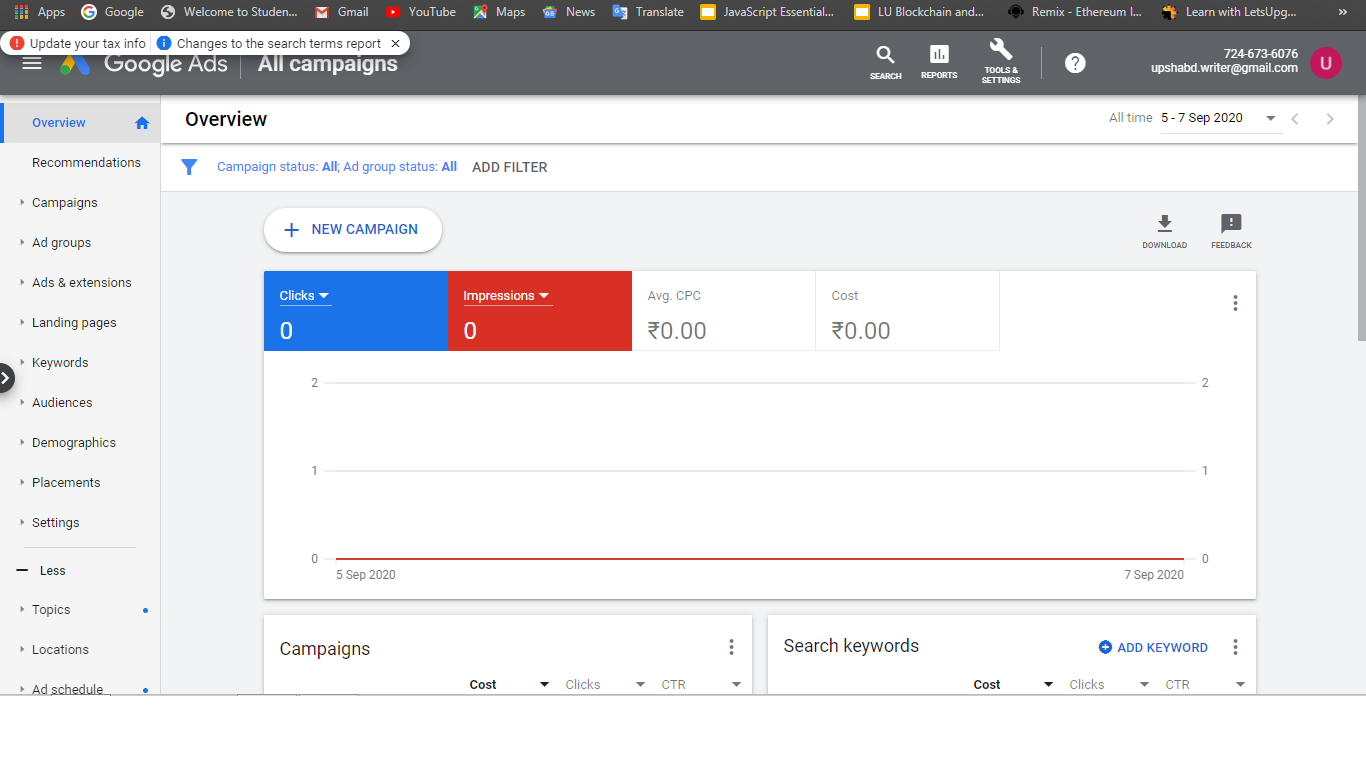 Apps Google Welcome to Studen... Gmail YouTube Maps News Translate JavaScript Essential... LU Blockchain and... Remix - Ethereum I... Learn with LetsUpg... »
Update your tax info Changes to the search terms report
Google Ads All campaigns
SEARCH REPORTS TOOLS & SETTINGS
724-673-6076
upshabd.writer@gmail.com
U
Overview
Recommendations
Campaigns
Ad groups
Ads & extensions
Landing pages
Keywords
Audiences
Demographics
Placements
Settings
Less
Topics
Locations
Ad schedule
Overview
All time 5 - 7 Sep 2020
Campaign status: All; Ad group status: All ADD FILTER
+ NEW CAMPAIGN
DOWNLOAD FEEDBACK
Clicks Impressions Avg. CPC Cost
0 0 ₹0.00 ₹0.00
2 2
1 1
0 0
5 Sep 2020 7 Sep 2020
Campaigns
Cost Clicks CTR
Search keywords ADD KEYWORD
Cost Clicks CTR